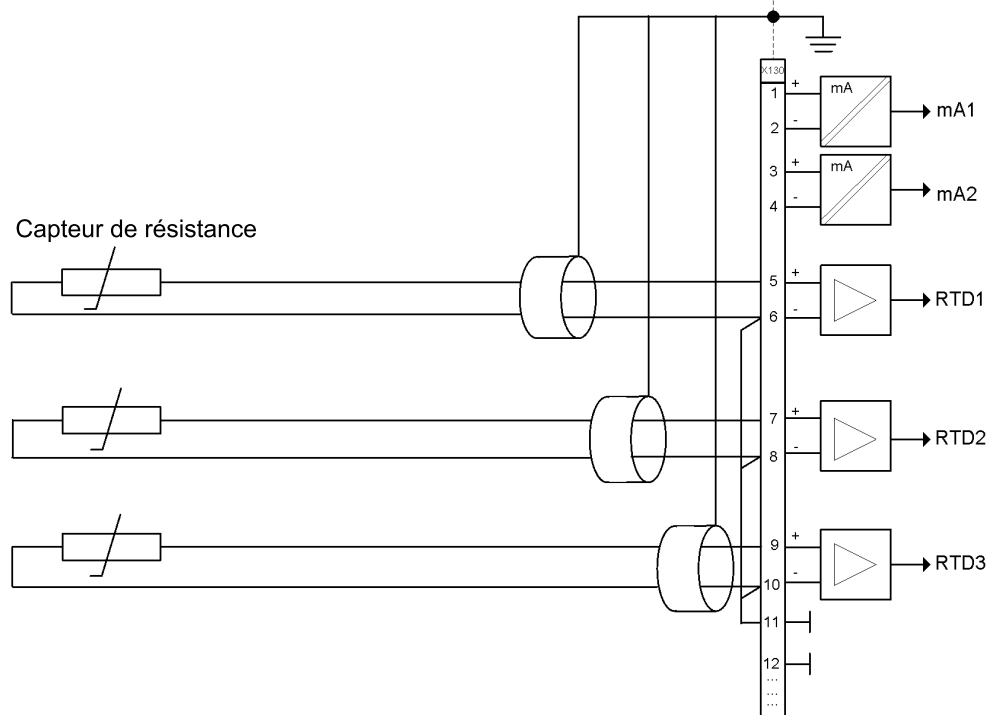 X130
1 + mA mA1
2 -
3 + mA mA2
4 -
Capteur de résistance
5 + RTD1
6 -
7 + RTD2
8 -
9 + RTD3
10 -
11
12
...
...
...